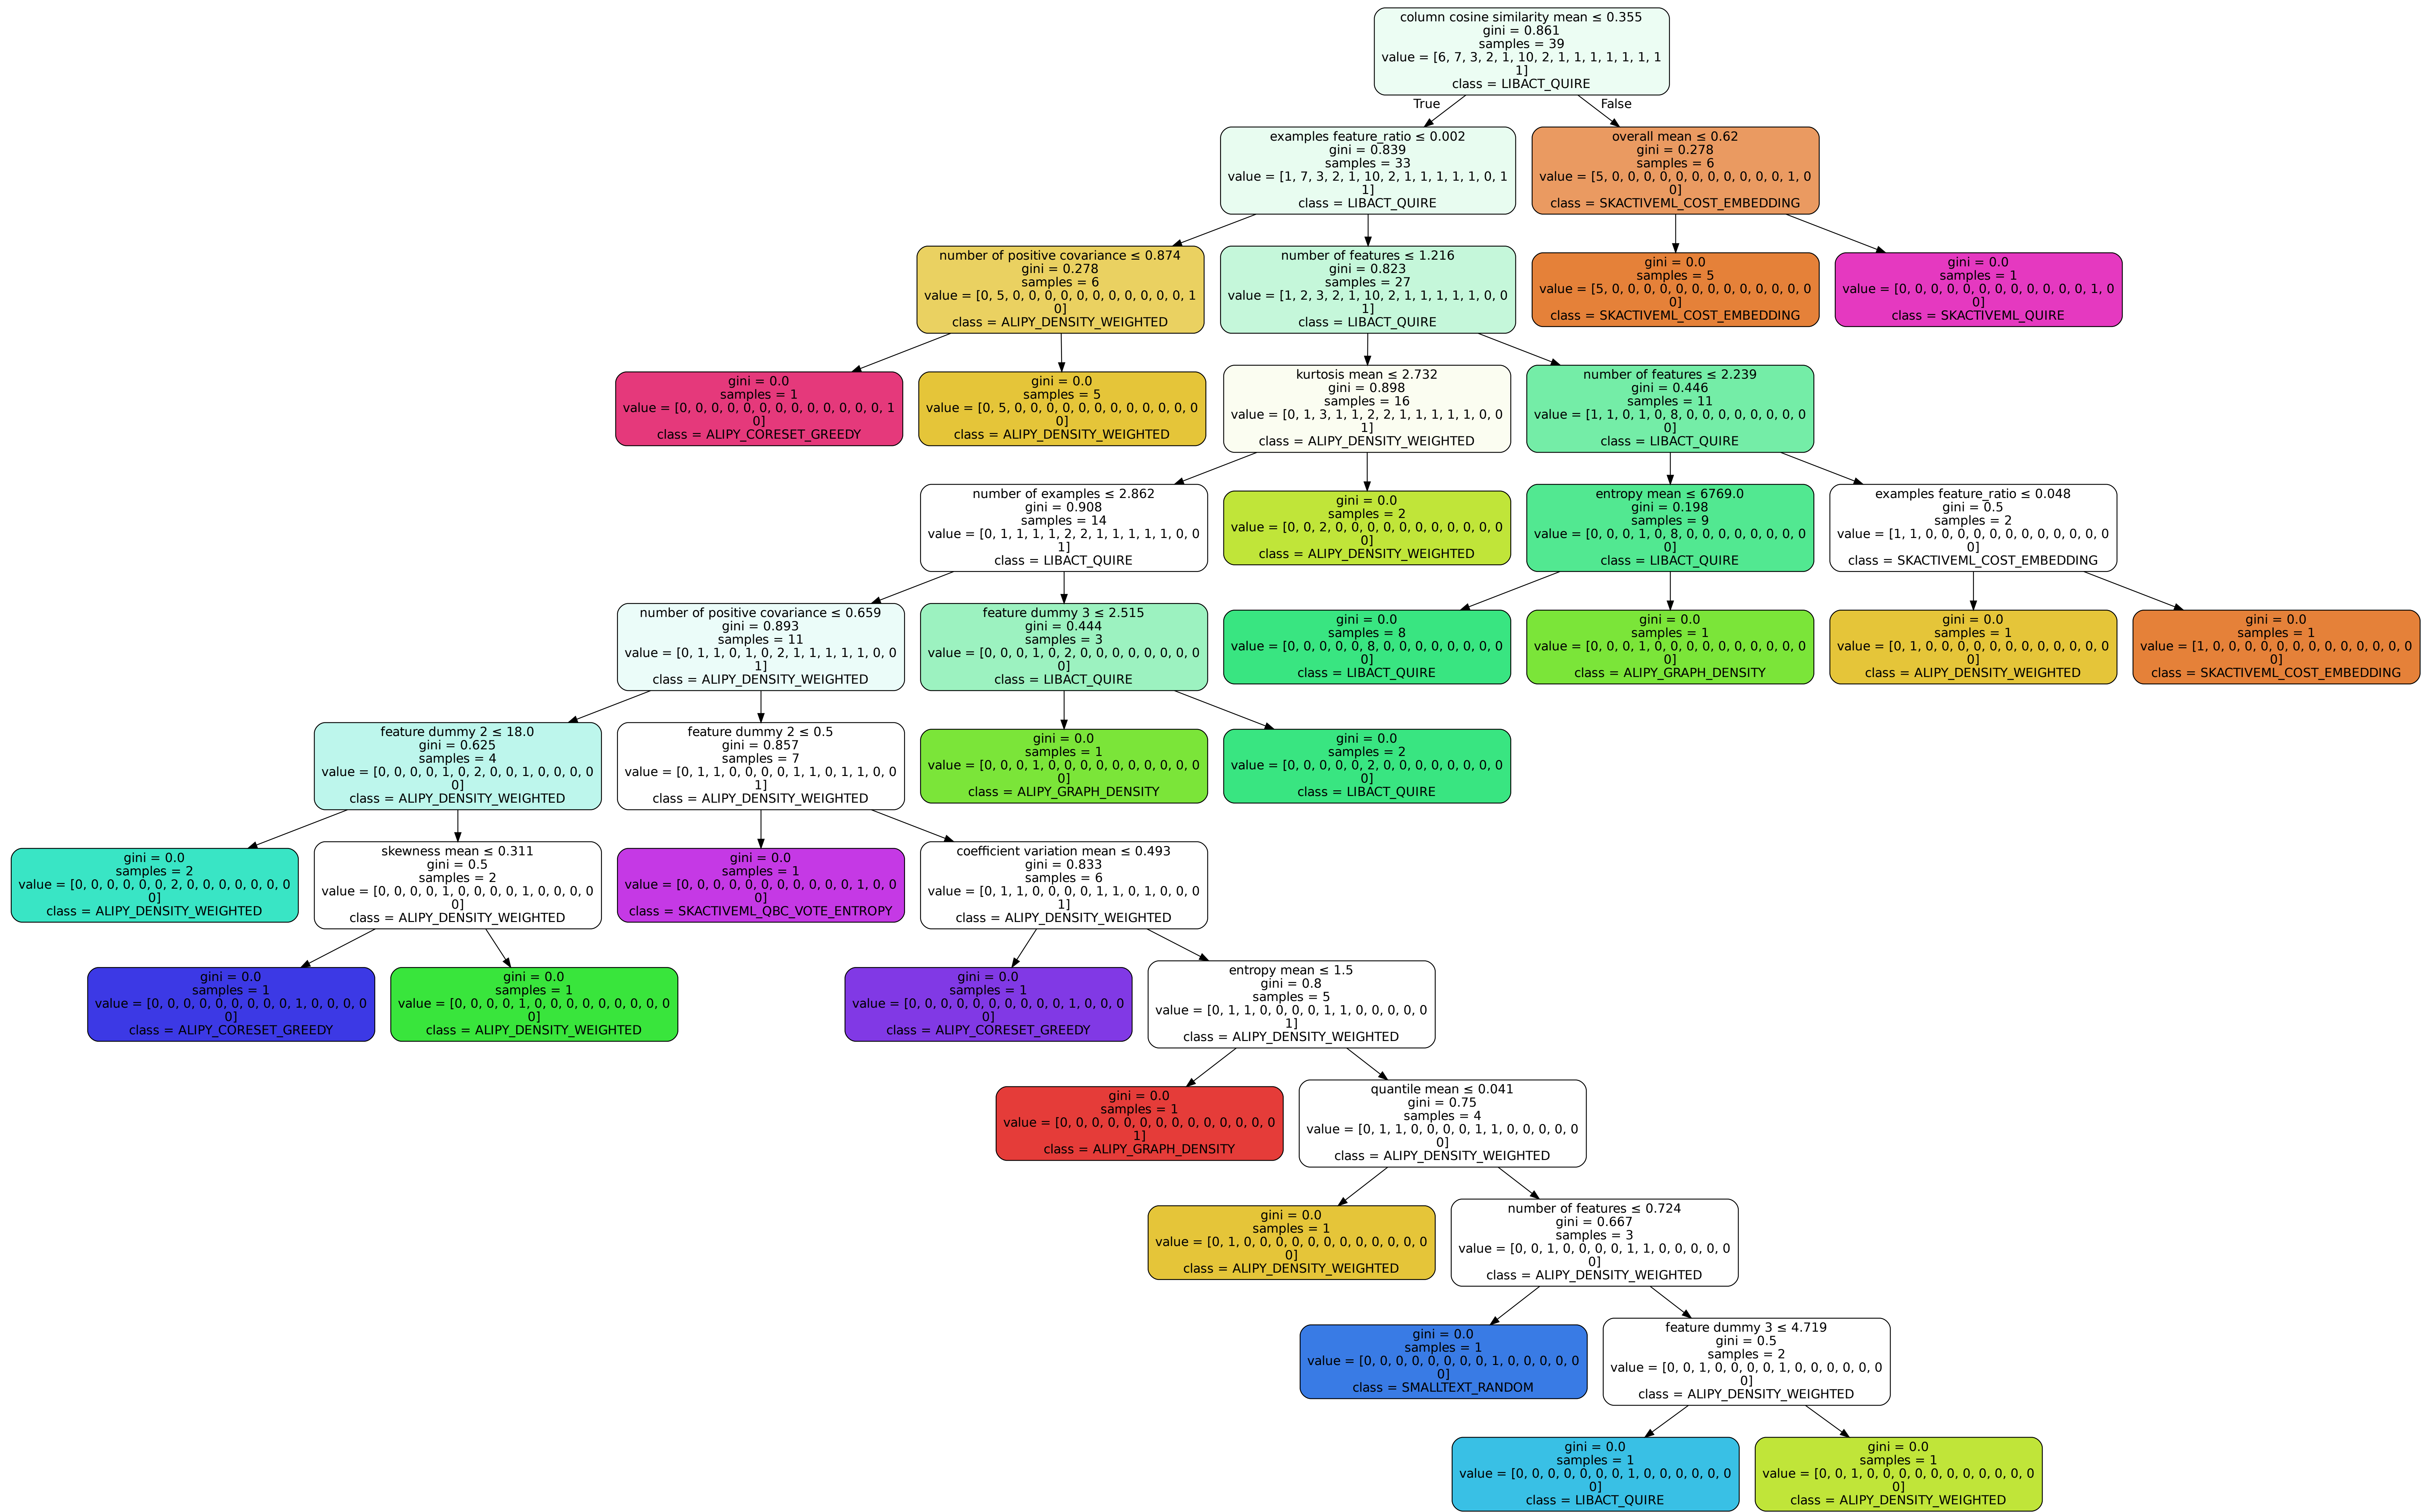 column cosine similarity mean ≤ 0.355
gini = 0.861
samples = 39
value = [6, 7, 3, 2, 1, 10, 2, 1, 1, 1, 1, 1, 1, 1
1]
class = LIBACT_QUIRE
True
False
examples feature_ratio ≤ 0.002
gini = 0.839
samples = 33
value = [1, 7, 3, 2, 1, 10, 2, 1, 1, 1, 1, 1, 0, 1
1]
class = LIBACT_QUIRE
overall mean ≤ 0.62
gini = 0.278
samples = 6
value = [5, 0, 0, 0, 0, 0, 0, 0, 0, 0, 0, 0, 1, 0
0]
class = SKACTIVEML_COST_EMBEDDING
number of positive covariance ≤ 0.874
gini = 0.278
samples = 6
value = [0, 5, 0, 0, 0, 0, 0, 0, 0, 0, 0, 0, 0, 1
0]
class = ALIPY_DENSITY_WEIGHTED
number of features ≤ 1.216
gini = 0.823
samples = 27
value = [1, 2, 3, 2, 1, 10, 2, 1, 1, 1, 1, 1, 0, 0
1]
class = LIBACT_QUIRE
gini = 0.0
samples = 5
value = [5, 0, 0, 0, 0, 0, 0, 0, 0, 0, 0, 0, 0, 0
0]
class = SKACTIVEML_COST_EMBEDDING
gini = 0.0
samples = 1
value = [0, 0, 0, 0, 0, 0, 0, 0, 0, 0, 0, 0, 1, 0
0]
class = SKACTIVEML_QUIRE
gini = 0.0
samples = 1
value = [0, 0, 0, 0, 0, 0, 0, 0, 0, 0, 0, 0, 0, 1
0]
class = ALIPY_CORESET_GREEDY
gini = 0.0
samples = 5
value = [0, 5, 0, 0, 0, 0, 0, 0, 0, 0, 0, 0, 0, 0
0]
class = ALIPY_DENSITY_WEIGHTED
kurtosis mean ≤ 2.732
gini = 0.898
samples = 16
value = [0, 1, 3, 1, 1, 2, 2, 1, 1, 1, 1, 1, 0, 0
1]
class = ALIPY_DENSITY_WEIGHTED
number of features ≤ 2.239
gini = 0.446
samples = 11
value = [1, 1, 0, 1, 0, 8, 0, 0, 0, 0, 0, 0, 0, 0
0]
class = LIBACT_QUIRE
number of examples ≤ 2.862
gini = 0.908
samples = 14
value = [0, 1, 1, 1, 1, 2, 2, 1, 1, 1, 1, 1, 0, 0
1]
class = LIBACT_QUIRE
gini = 0.0
samples = 2
value = [0, 0, 2, 0, 0, 0, 0, 0, 0, 0, 0, 0, 0, 0
0]
class = ALIPY_DENSITY_WEIGHTED
entropy mean ≤ 6769.0
gini = 0.198
samples = 9
value = [0, 0, 0, 1, 0, 8, 0, 0, 0, 0, 0, 0, 0, 0
0]
class = LIBACT_QUIRE
examples feature_ratio ≤ 0.048
gini = 0.5
samples = 2
value = [1, 1, 0, 0, 0, 0, 0, 0, 0, 0, 0, 0, 0, 0
0]
class = SKACTIVEML_COST_EMBEDDING
number of positive covariance ≤ 0.659
gini = 0.893
samples = 11
value = [0, 1, 1, 0, 1, 0, 2, 1, 1, 1, 1, 1, 0, 0
1]
class = ALIPY_DENSITY_WEIGHTED
feature dummy 3 ≤ 2.515
gini = 0.444
samples = 3
value = [0, 0, 0, 1, 0, 2, 0, 0, 0, 0, 0, 0, 0, 0
0]
class = LIBACT_QUIRE
gini = 0.0
samples = 8
value = [0, 0, 0, 0, 0, 8, 0, 0, 0, 0, 0, 0, 0, 0
0]
class = LIBACT_QUIRE
gini = 0.0
samples = 1
value = [0, 0, 0, 1, 0, 0, 0, 0, 0, 0, 0, 0, 0, 0
0]
class = ALIPY_GRAPH_DENSITY
gini = 0.0
samples = 1
value = [0, 1, 0, 0, 0, 0, 0, 0, 0, 0, 0, 0, 0, 0
0]
class = ALIPY_DENSITY_WEIGHTED
gini = 0.0
samples = 1
value = [1, 0, 0, 0, 0, 0, 0, 0, 0, 0, 0, 0, 0, 0
0]
class = SKACTIVEML_COST_EMBEDDING
feature dummy 2 ≤ 18.0
gini = 0.625
samples = 4
value = [0, 0, 0, 0, 1, 0, 2, 0, 0, 1, 0, 0, 0, 0
0]
class = ALIPY_DENSITY_WEIGHTED
feature dummy 2 ≤ 0.5
gini = 0.857
samples = 7
value = [0, 1, 1, 0, 0, 0, 0, 1, 1, 0, 1, 1, 0, 0
1]
class = ALIPY_DENSITY_WEIGHTED
gini = 0.0
samples = 1
value = [0, 0, 0, 1, 0, 0, 0, 0, 0, 0, 0, 0, 0, 0
0]
class = ALIPY_GRAPH_DENSITY
gini = 0.0
samples = 2
value = [0, 0, 0, 0, 0, 2, 0, 0, 0, 0, 0, 0, 0, 0
0]
class = LIBACT_QUIRE
gini = 0.0
samples = 2
value = [0, 0, 0, 0, 0, 0, 2, 0, 0, 0, 0, 0, 0, 0
0]
class = ALIPY_DENSITY_WEIGHTED
skewness mean ≤ 0.311
gini = 0.5
samples = 2
value = [0, 0, 0, 0, 1, 0, 0, 0, 0, 1, 0, 0, 0, 0
0]
class = ALIPY_DENSITY_WEIGHTED
gini = 0.0
samples = 1
value = [0, 0, 0, 0, 0, 0, 0, 0, 0, 0, 0, 1, 0, 0
0]
class = SKACTIVEML_QBC_VOTE_ENTROPY
coefficient variation mean ≤ 0.493
gini = 0.833
samples = 6
value = [0, 1, 1, 0, 0, 0, 0, 1, 1, 0, 1, 0, 0, 0
1]
class = ALIPY_DENSITY_WEIGHTED
gini = 0.0
samples = 1
value = [0, 0, 0, 0, 0, 0, 0, 0, 0, 1, 0, 0, 0, 0
0]
class = ALIPY_CORESET_GREEDY
gini = 0.0
samples = 1
value = [0, 0, 0, 0, 1, 0, 0, 0, 0, 0, 0, 0, 0, 0
0]
class = ALIPY_DENSITY_WEIGHTED
gini = 0.0
samples = 1
value = [0, 0, 0, 0, 0, 0, 0, 0, 0, 0, 1, 0, 0, 0
0]
class = ALIPY_CORESET_GREEDY
entropy mean ≤ 1.5
gini = 0.8
samples = 5
value = [0, 1, 1, 0, 0, 0, 0, 1, 1, 0, 0, 0, 0, 0
1]
class = ALIPY_DENSITY_WEIGHTED
gini = 0.0
samples = 1
value = [0, 0, 0, 0, 0, 0, 0, 0, 0, 0, 0, 0, 0, 0
1]
class = ALIPY_GRAPH_DENSITY
quantile mean ≤ 0.041
gini = 0.75
samples = 4
value = [0, 1, 1, 0, 0, 0, 0, 1, 1, 0, 0, 0, 0, 0
0]
class = ALIPY_DENSITY_WEIGHTED
gini = 0.0
samples = 1
value = [0, 1, 0, 0, 0, 0, 0, 0, 0, 0, 0, 0, 0, 0
0]
class = ALIPY_DENSITY_WEIGHTED
number of features ≤ 0.724
gini = 0.667
samples = 3
value = [0, 0, 1, 0, 0, 0, 0, 1, 1, 0, 0, 0, 0, 0
0]
class = ALIPY_DENSITY_WEIGHTED
gini = 0.0
samples = 1
value = [0, 0, 0, 0, 0, 0, 0, 0, 1, 0, 0, 0, 0, 0
0]
class = SMALLTEXT_RANDOM
feature dummy 3 ≤ 4.719
gini = 0.5
samples = 2
value = [0, 0, 1, 0, 0, 0, 0, 1, 0, 0, 0, 0, 0, 0
0]
class = ALIPY_DENSITY_WEIGHTED
gini = 0.0
samples = 1
value = [0, 0, 0, 0, 0, 0, 0, 1, 0, 0, 0, 0, 0, 0
0]
class = LIBACT_QUIRE
gini = 0.0
samples = 1
value = [0, 0, 1, 0, 0, 0, 0, 0, 0, 0, 0, 0, 0, 0
0]
class = ALIPY_DENSITY_WEIGHTED